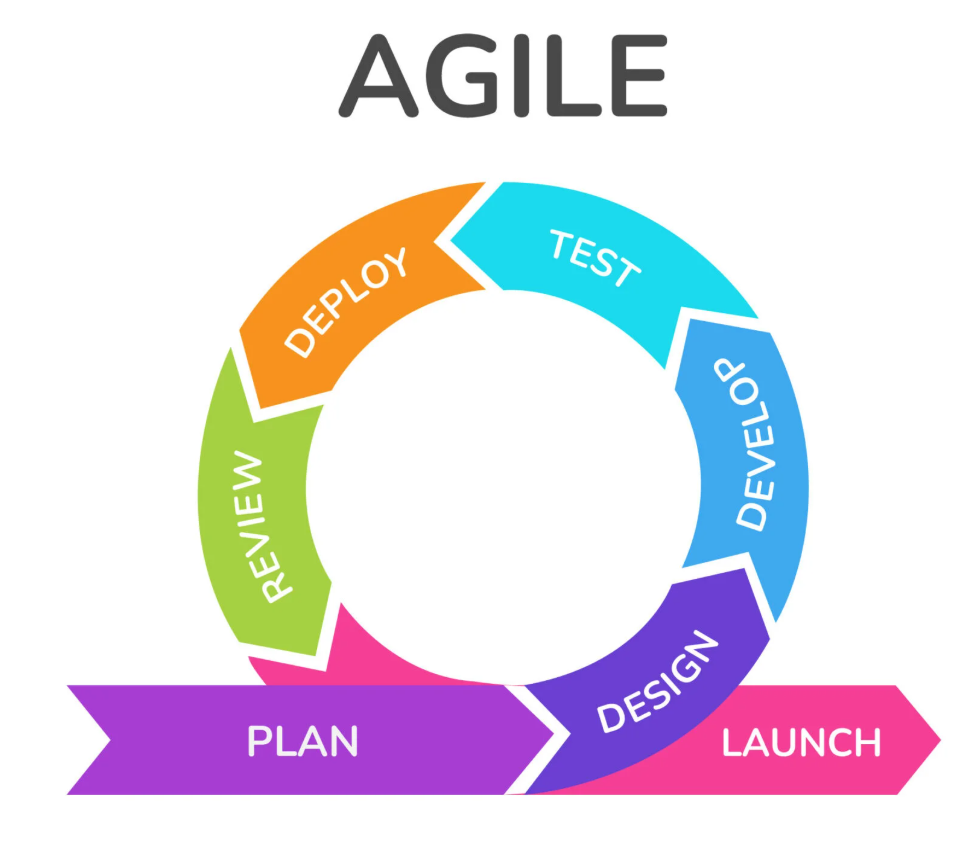 AGILE
PLAN
DESIGN
DEVELOP
TEST
DEPLOY
REVIEW
LAUNCH